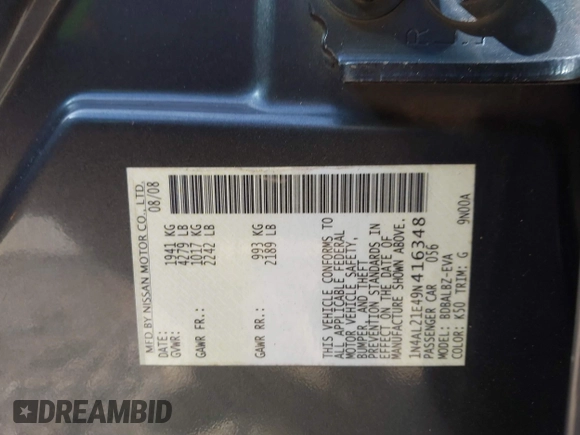 MFD.BY NISSAN MOTOR CO., LTD.
DATE: 08/08
GVWR: 1941 KG
4279 LB
GAWR FR.: 1017 KG
2242 LB
GAWR RR.: 993 KG
2189 LB
THIS VEHICLE CONFORMS TO
ALL APPLICABLE FEDERAL
MOTOR VEHICLE SAFETY,
BUMPER, AND THEFT
PREVENTION STANDARDS IN
EFFECT ON THE DATE OF
MANUFACTURE SHOWN ABOVE.
1N4AL21E49N416348
PASSENGER CAR 056
MODEL: BDBALBZ-EVA
COLOR: K50 TRIM: G 9N00A
R L
DREAMBID